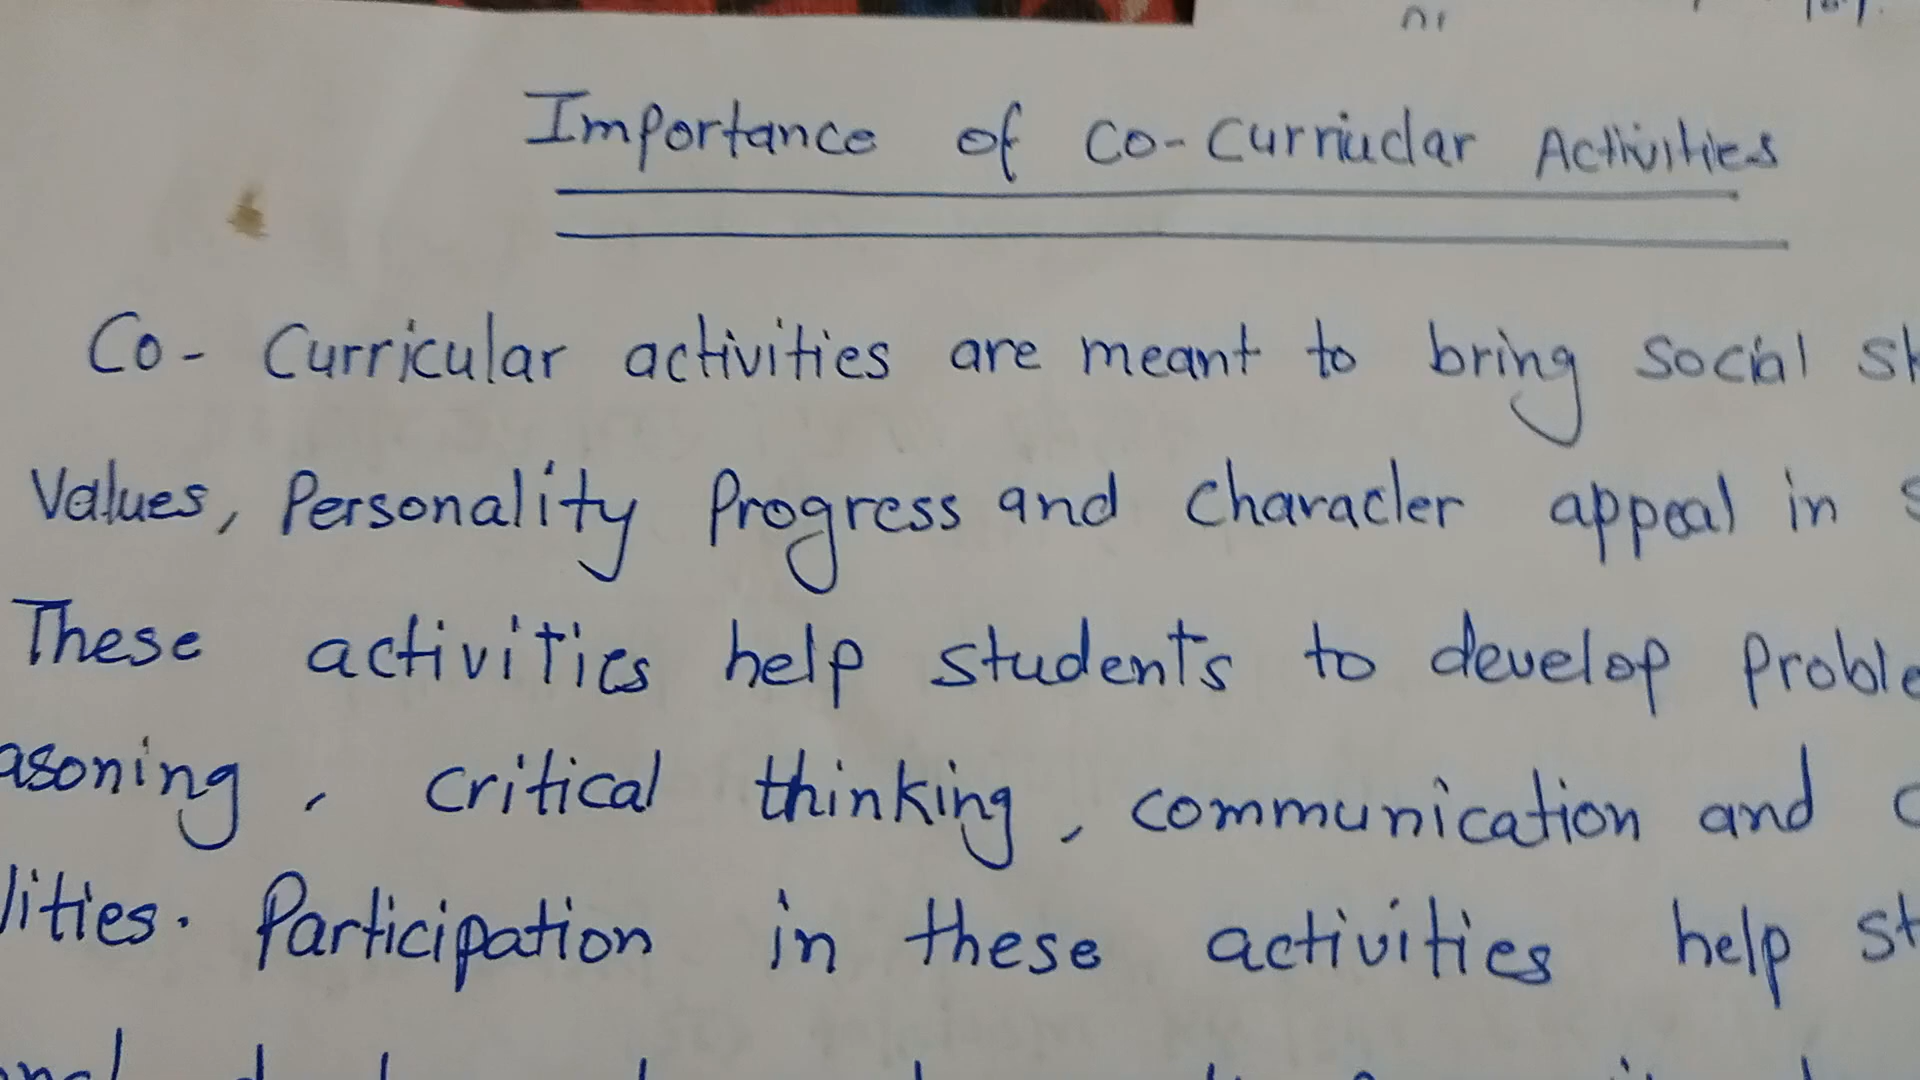 Importance of Co-Curriuclar Activities
Co- Curricular activities are meant to bring social
Values, Personality Progress and Character appeal in
These activities help students to develop
critical thinking, communication and
Participation in these activities help